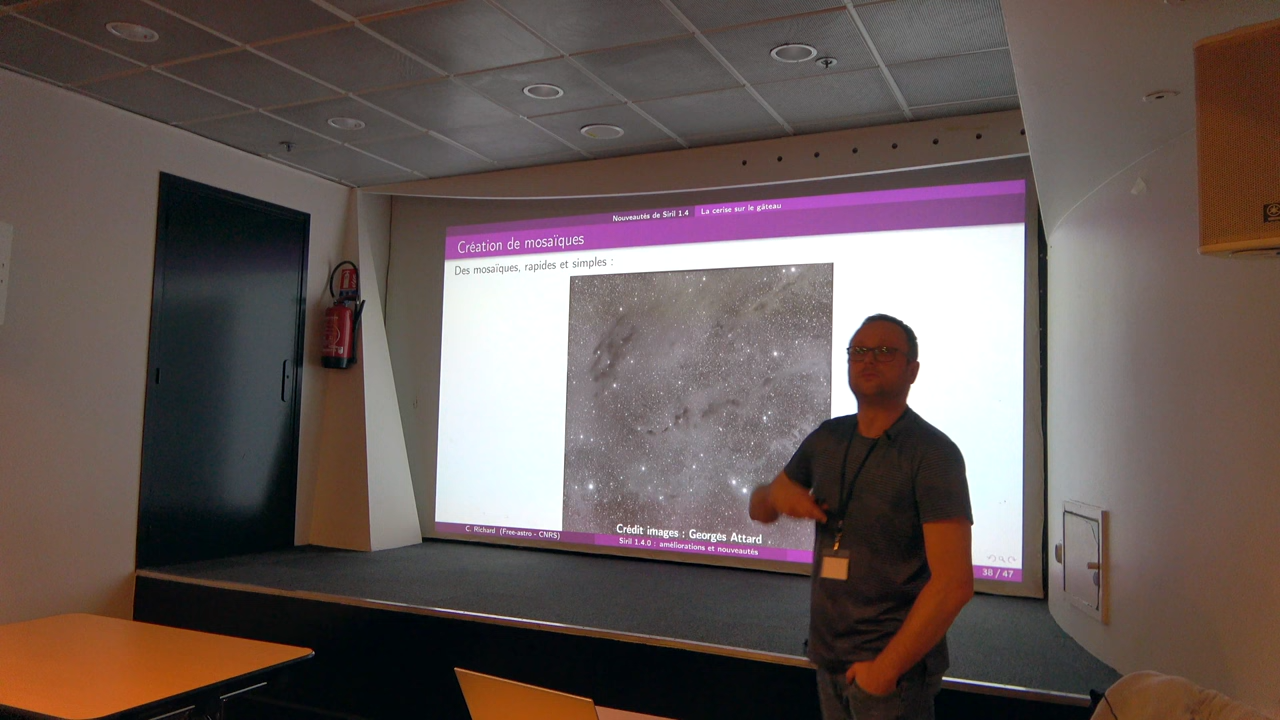 Nouveautés de Siril 1.4 La cerise sur le gâteau
Création de mosaïques
Des mosaïques, rapides et simples :
Crédit images : Georges Attard
C. Richard (Free-astro - CNRS)
Siril 1.4.0 : améliorations et nouveautés
38 / 47